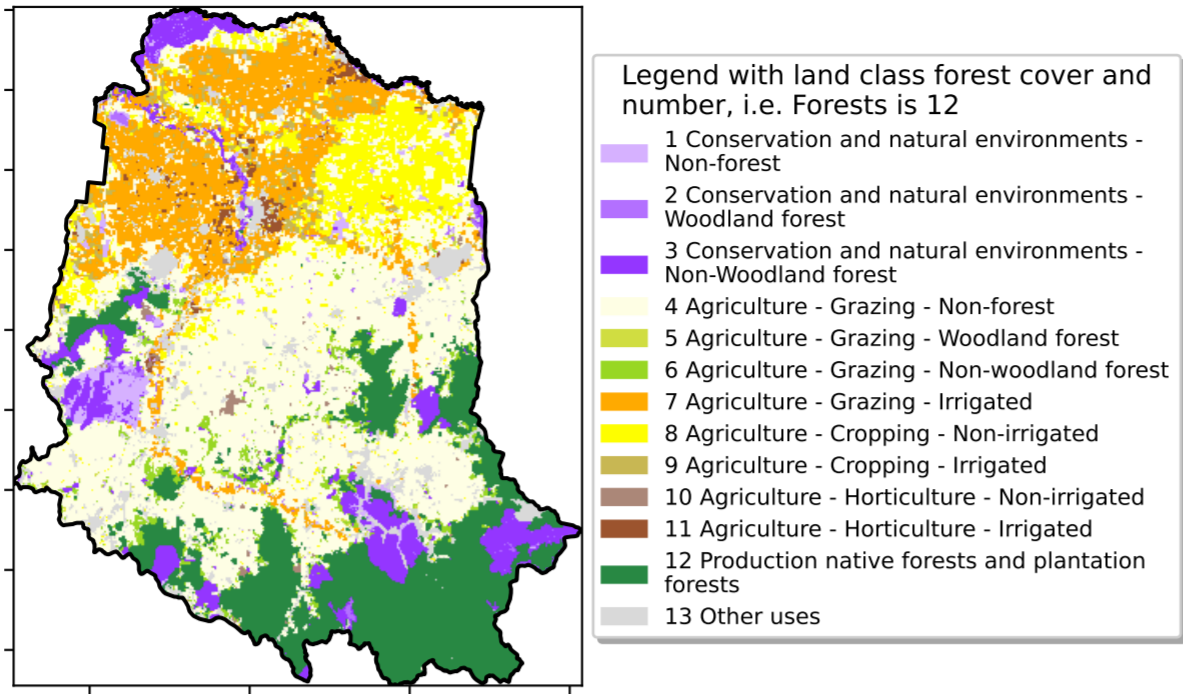 Legend with land class forest cover and
number, i.e. Forests is 12
1 Conservation and natural environments -
Non-forest
2 Conservation and natural environments -
Woodland forest
3 Conservation and natural environments -
Non-Woodland forest
4 Agriculture - Grazing - Non-forest
5 Agriculture - Grazing - Woodland forest
6 Agriculture - Grazing - Non-woodland forest
7 Agriculture - Grazing - Irrigated
8 Agriculture - Cropping - Non-irrigated
9 Agriculture - Cropping - Irrigated
10 Agriculture - Horticulture - Non-irrigated
11 Agriculture - Horticulture - Irrigated
12 Production native forests and plantation
forests
13 Other uses